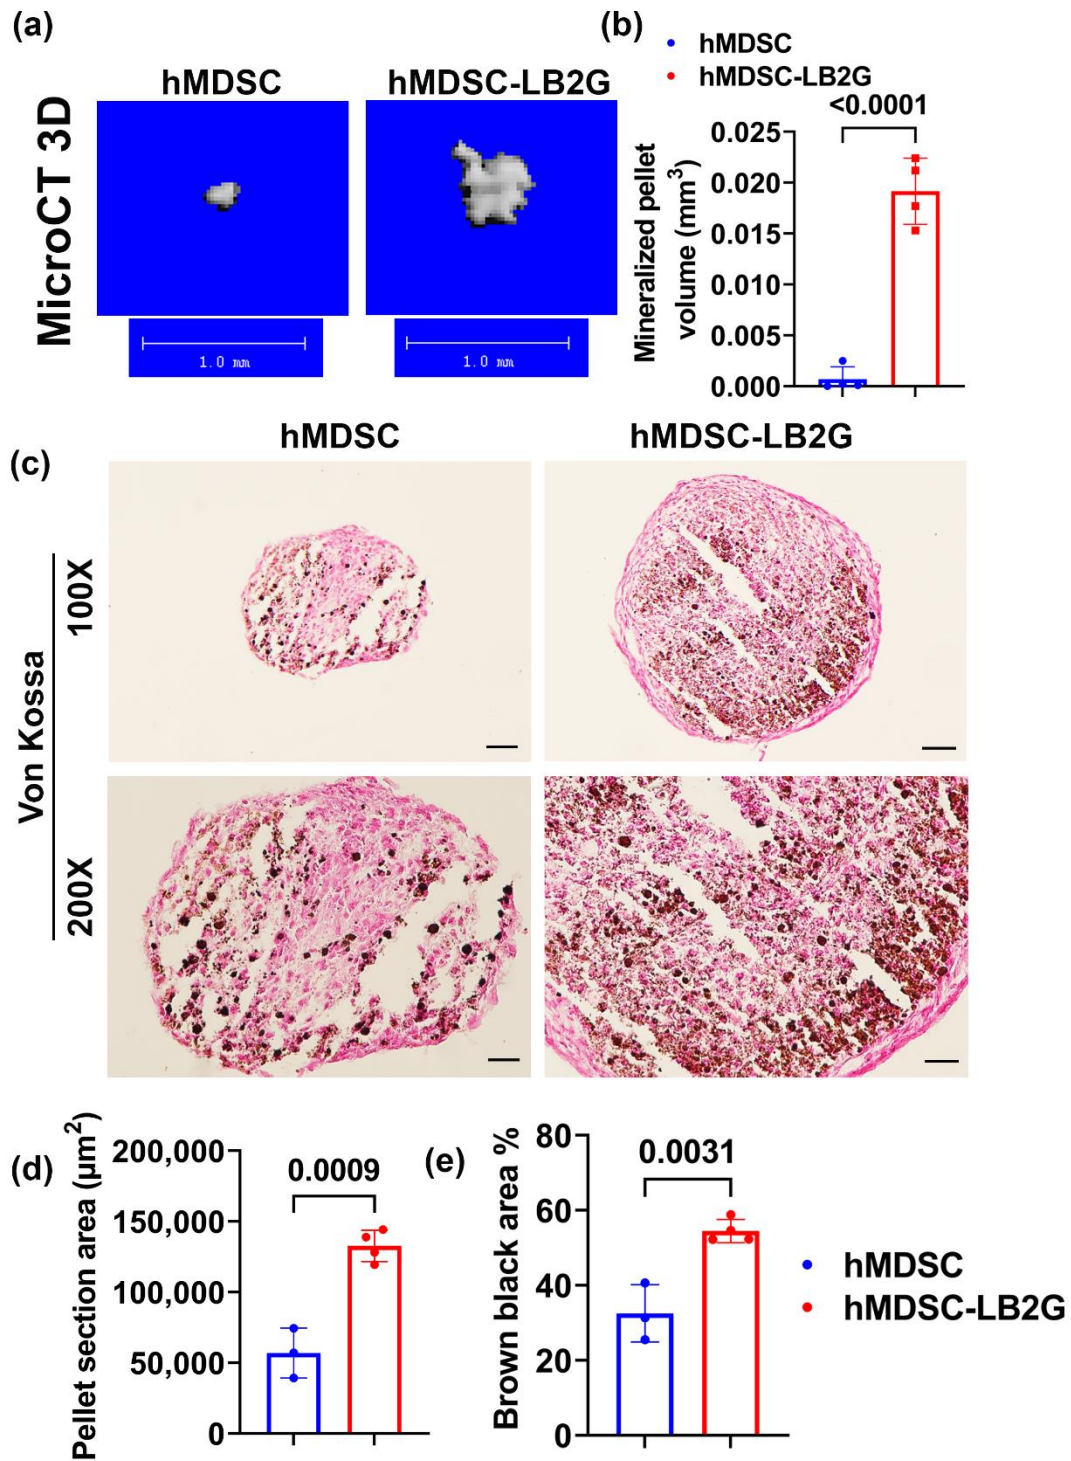 (a)
hMDSC
hMDSC-LB2G
MicroCT 3D
1.0 mm
1.0 mm
(b)
hMDSC
hMDSC-LB2G
<0.0001
Mineralized pellet
volume (mm³)
0.025
0.020
0.015
0.010
0.005
0.000
(c)
hMDSC
hMDSC-LB2G
Von Kossa
100X
200X
(d)
Pellet section area (µm²)
200,000
150,000
100,000
50,000
0
0.0009
(e)
Brown black area %
80
60
40
20
0
0.0031
hMDSC
hMDSC-LB2G